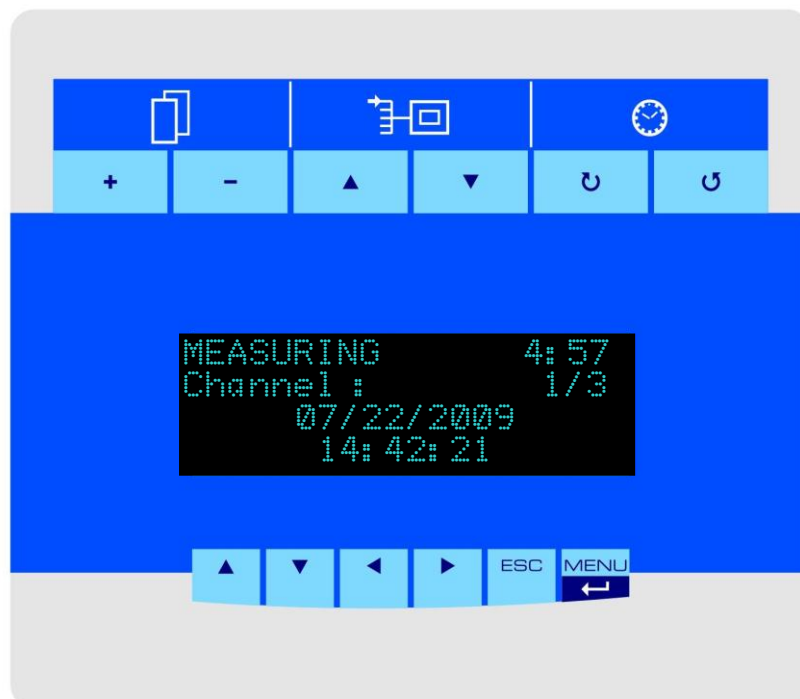 + - ▲ ▼ ↻ ↺
MEASURING 4:57
Channel: 1/3
07/22/2009
14:42:21
▲ ▼ ◀ ▶ ESC MENU